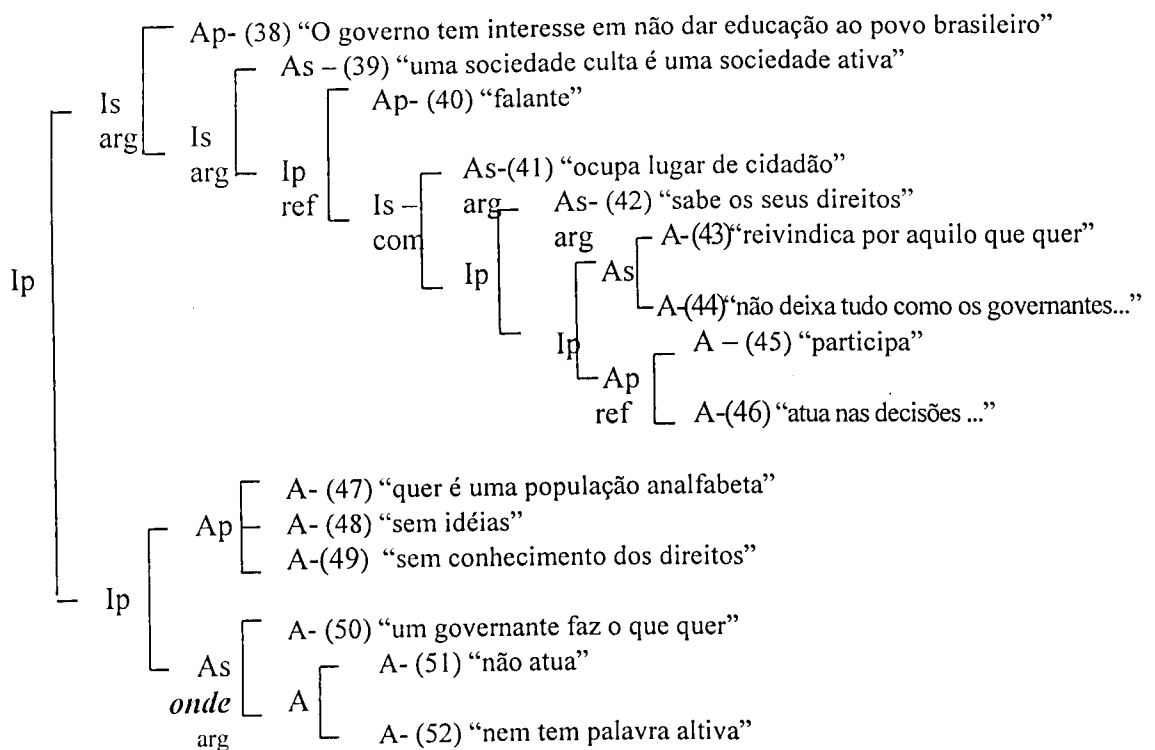 Ap- (38) “O governo tem interesse em não dar educação ao povo brasileiro”
As – (39) “uma sociedade culta é uma sociedade ativa”
Is
arg
Ap- (40) “falante”
Is
arg
Ip
ref
As-(41) “ocupa lugar de cidadão”
arg
Is –
com
As- (42) “sabe os seus direitos”
arg
A-(43)“reivindica por aquilo que quer”
Ip
As
Ip
A-(44)“não deixa tudo como os governantes...”
Ip
A – (45) “participa”
Ap
ref
A-(46) “atua nas decisões ...”
A- (47) “quer é uma população analfabeta”
Ap
A- (48) “sem idéias”
A-(49) “sem conhecimento dos direitos”
Ip
A- (50) “um governante faz o que quer”
As
onde
arg
A- (51) “não atua”
A
A- (52) “nem tem palavra altiva”